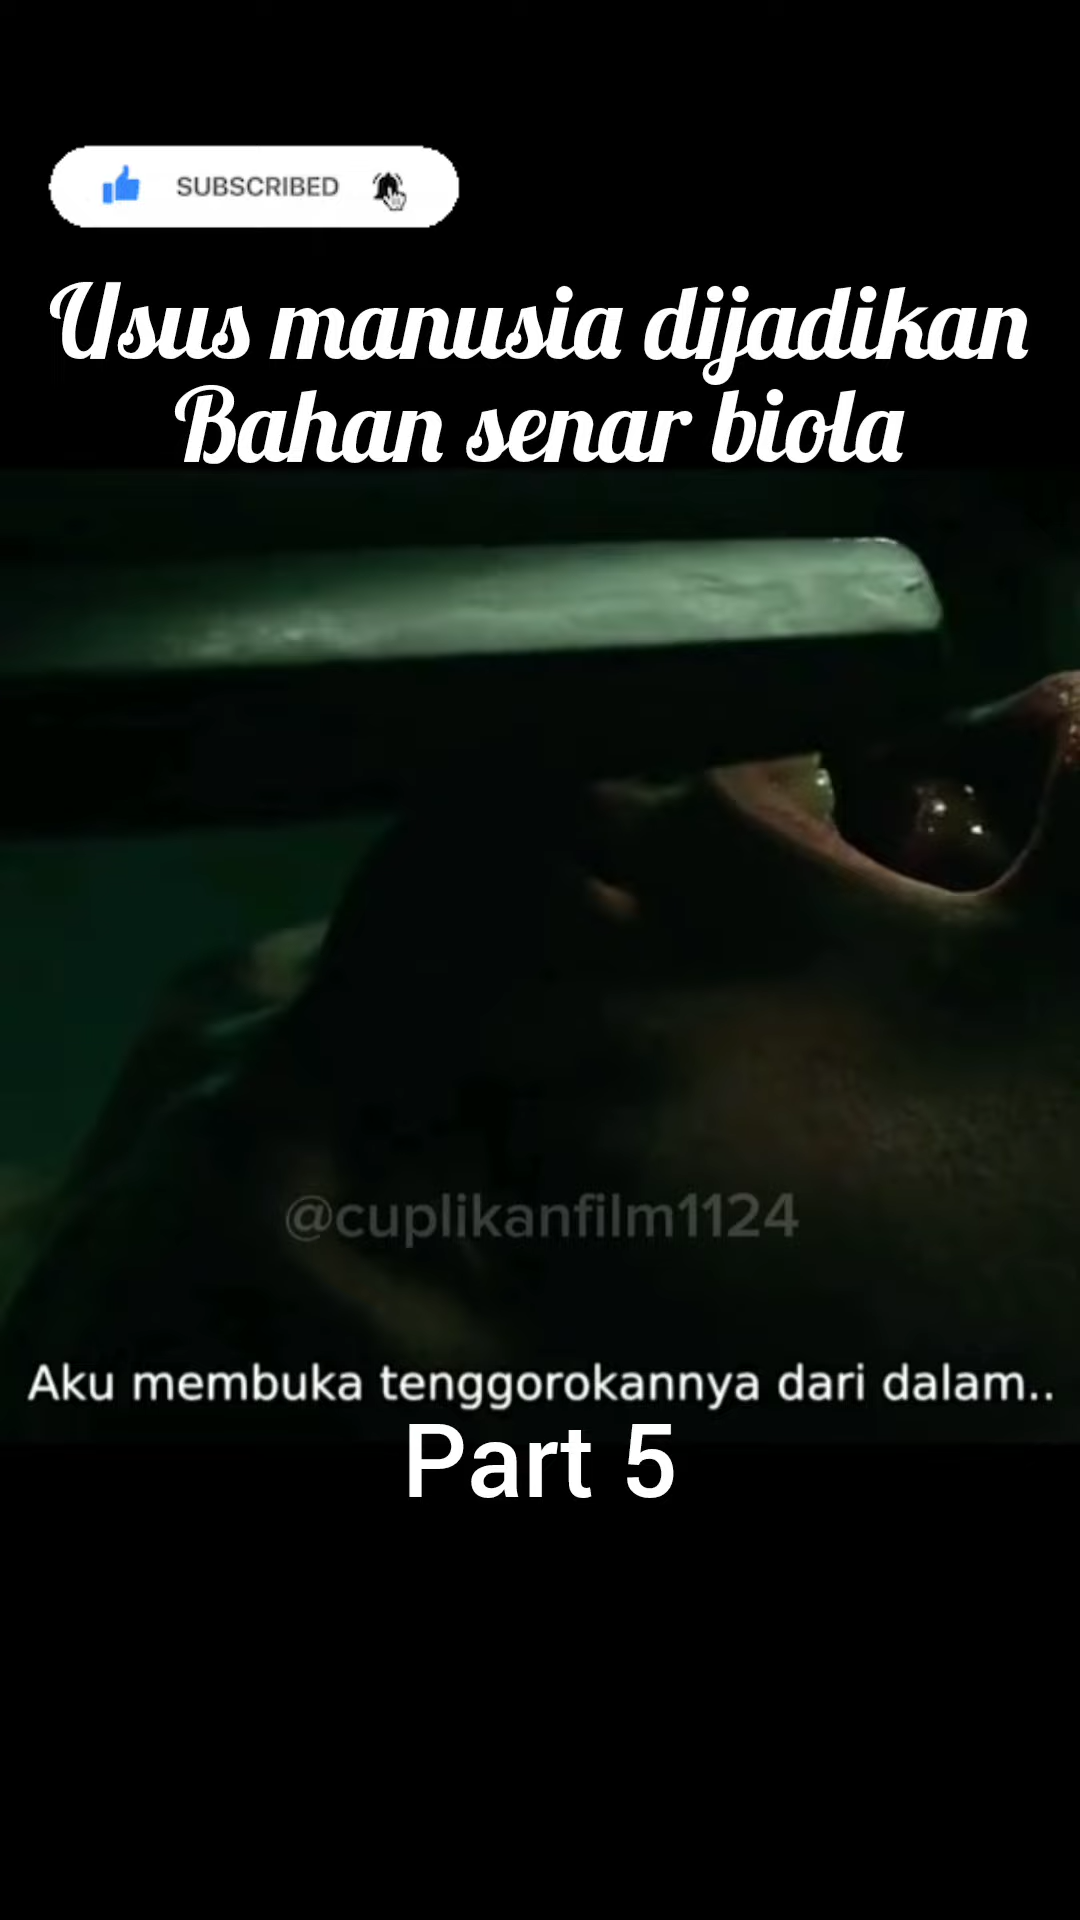 SUBSCRIBED
Usus manusia dijadikan
Bahan senar biola
@cuplikanfilm1124
Aku membuka tenggorokannya dari dalam..
Part 5